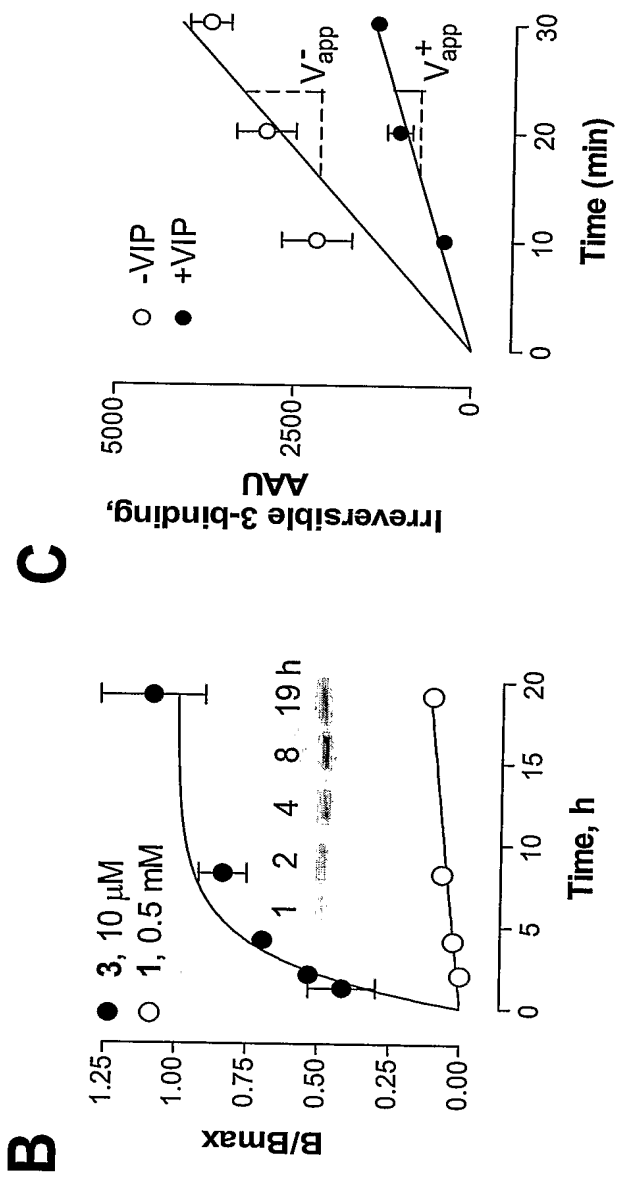 B
B/Bmax
1.25
1.00
0.75
0.50
0.25
0.00
3, 10 μM
1, 0.5 mM
1 2 4 8 19 h
0 5 10 15 20
Time, h
C
Irreversible 3-binding,
AAU
5000
2500
0
-VIP
+VIP
V-app
V+app
0 10 20 30
Time (min)